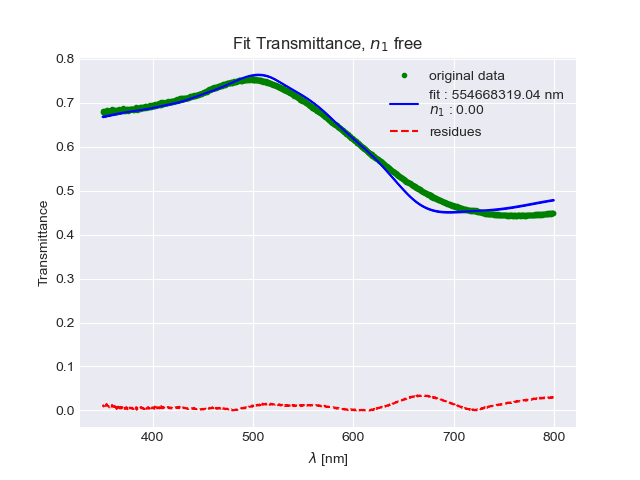 Fit Transmittance, n₁ free
0.8
0.7
0.6
0.5
0.4
0.3
0.2
0.1
0.0
Transmittance
original data
fit : 554668319.04 nm
n₁ : 0.00
residues
400
500
600
700
800
λ [nm]